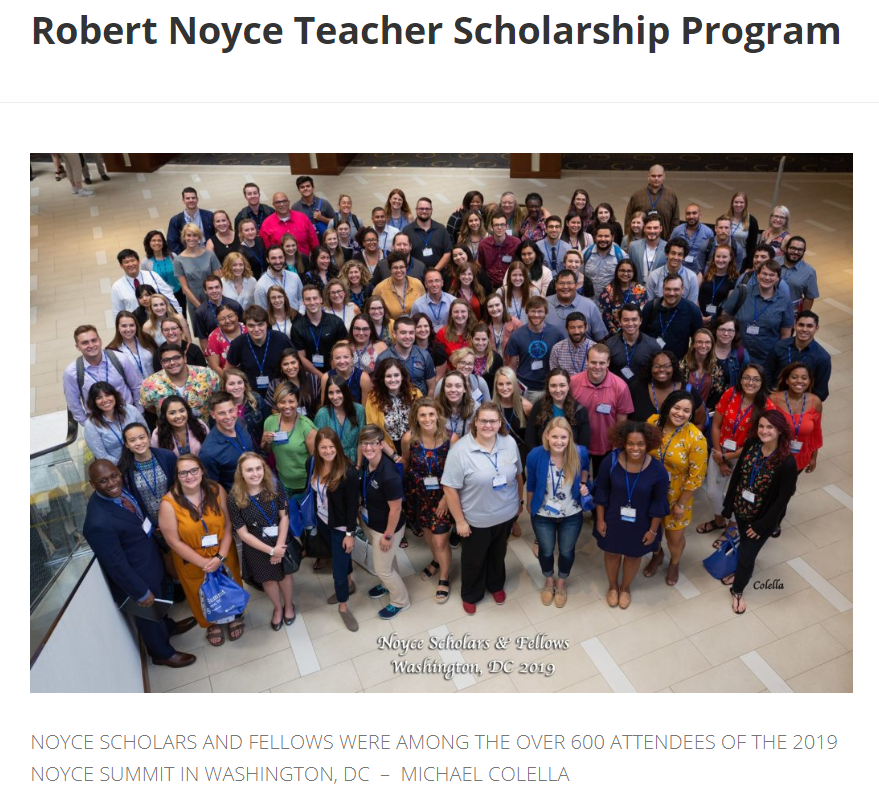 Robert Noyce Teacher Scholarship Program
Colella
Noyce Scholars & Fellows
Washington, DC 2019
NOYCE SCHOLARS AND FELLOWS WERE AMONG THE OVER 600 ATTENDEES OF THE 2019
NOYCE SUMMIT IN WASHINGTON, DC – MICHAEL COLELLA